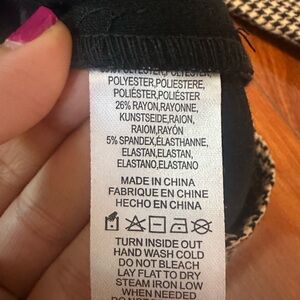 POLYESTER,POLIESTERE,
POLIÉSTER,POLIÉSTER
26% RAYON,RAYONNE,
KUNSTSEIDE,RAION,
RAIOM,RAYÓN
5% SPANDEX,ÉLASTHANNE,
ELASTAN,ELASTAN,
ELASTANO,ELASTANO
MADE IN CHINA
FABRIQUE EN CHINE
HECHO EN CHINA
TURN INSIDE OUT
HAND WASH COLD
DO NOT BLEACH
LAY FLAT TO DRY
STEAM IRON LOW
WHEN NEEDED